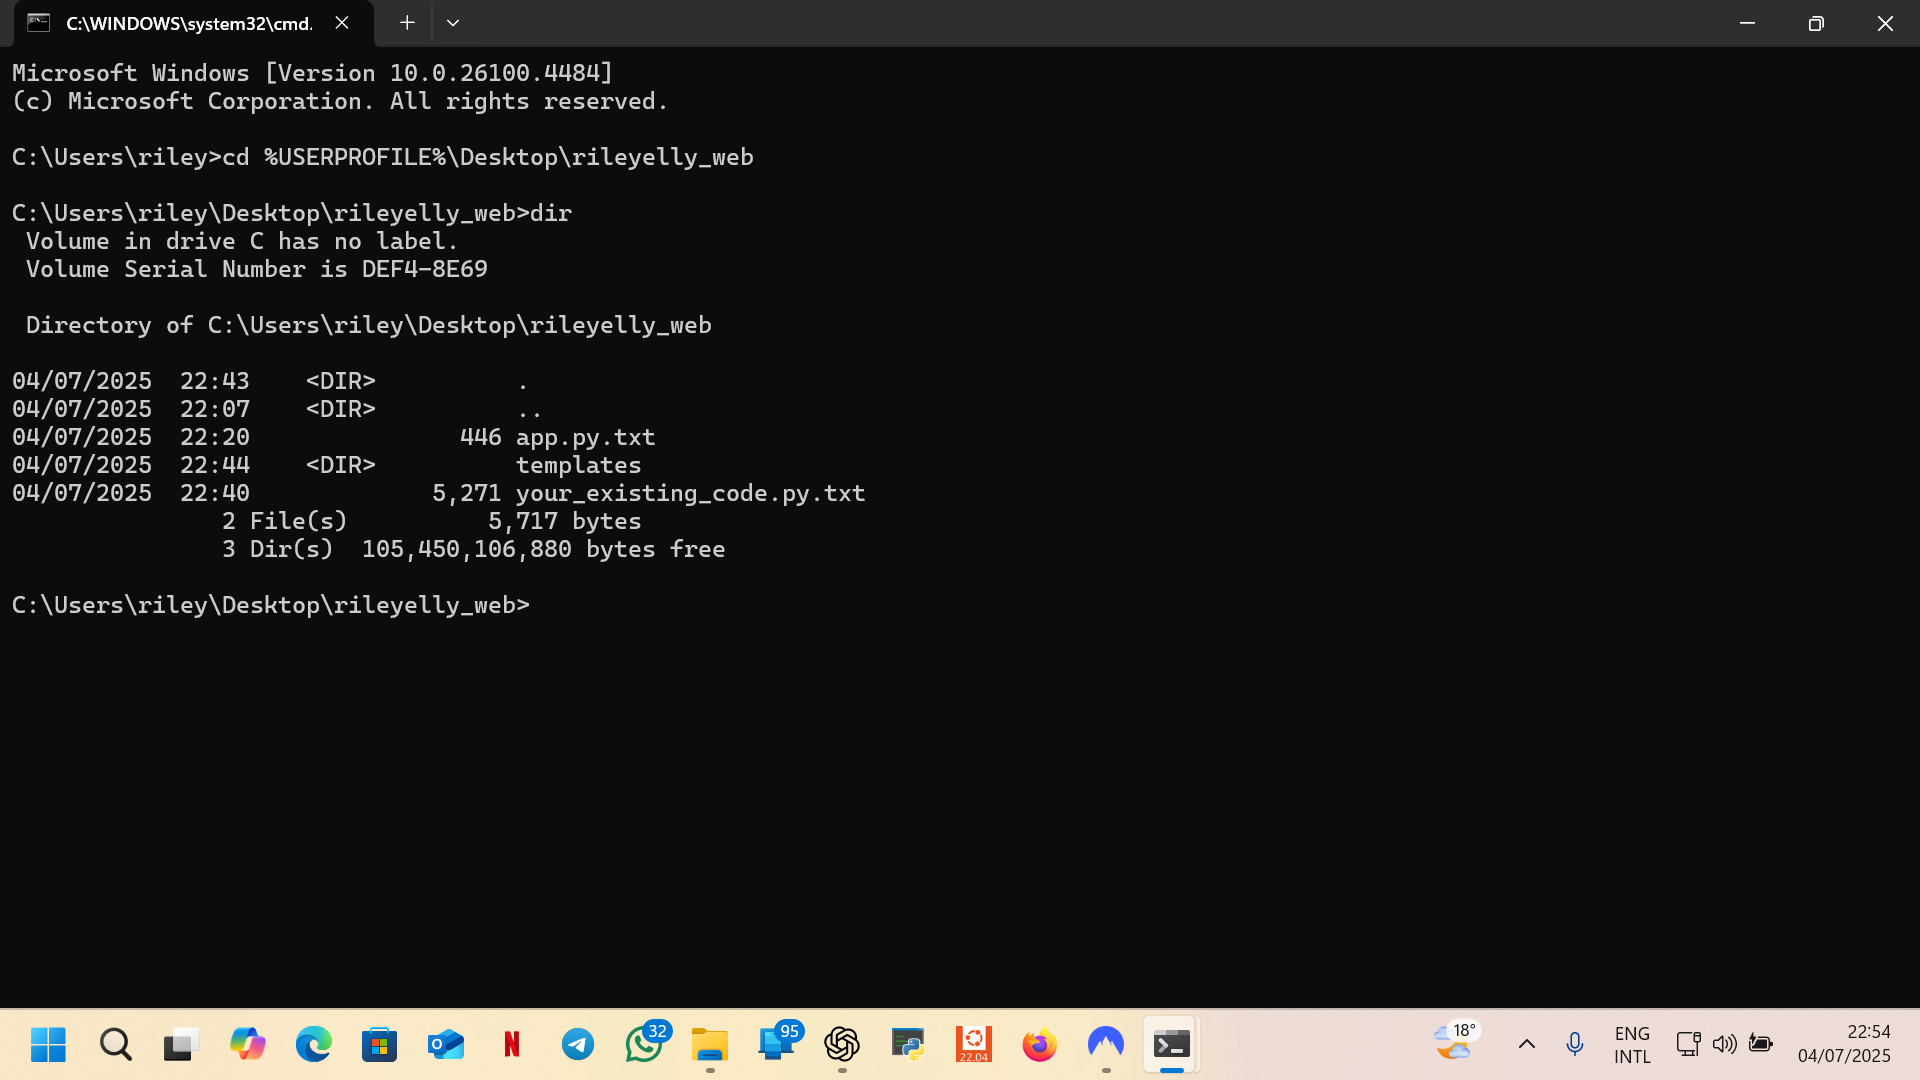 C:\WINDOWS\system32\cmd.
Microsoft Windows [Version 10.0.26100.4484]
(c) Microsoft Corporation. All rights reserved.
C:\Users\riley>cd %USERPROFILE%\Desktop\rileyelly_web
C:\Users\riley\Desktop\rileyelly_web>dir
Volume in drive C has no label.
Volume Serial Number is DEF4-8E69
Directory of C:\Users\riley\Desktop\rileyelly_web
04/07/2025  22:43    <DIR>          .
04/07/2025  22:07    <DIR>          ..
04/07/2025  22:20               446 app.py.txt
04/07/2025  22:44    <DIR>          templates
04/07/2025  22:40             5,271 your_existing_code.py.txt
2 File(s)          5,717 bytes
3 Dir(s)  105,450,106,880 bytes free
C:\Users\riley\Desktop\rileyelly_web>
32
95
22.04
18°
ENG
INTL
22:54
04/07/2025